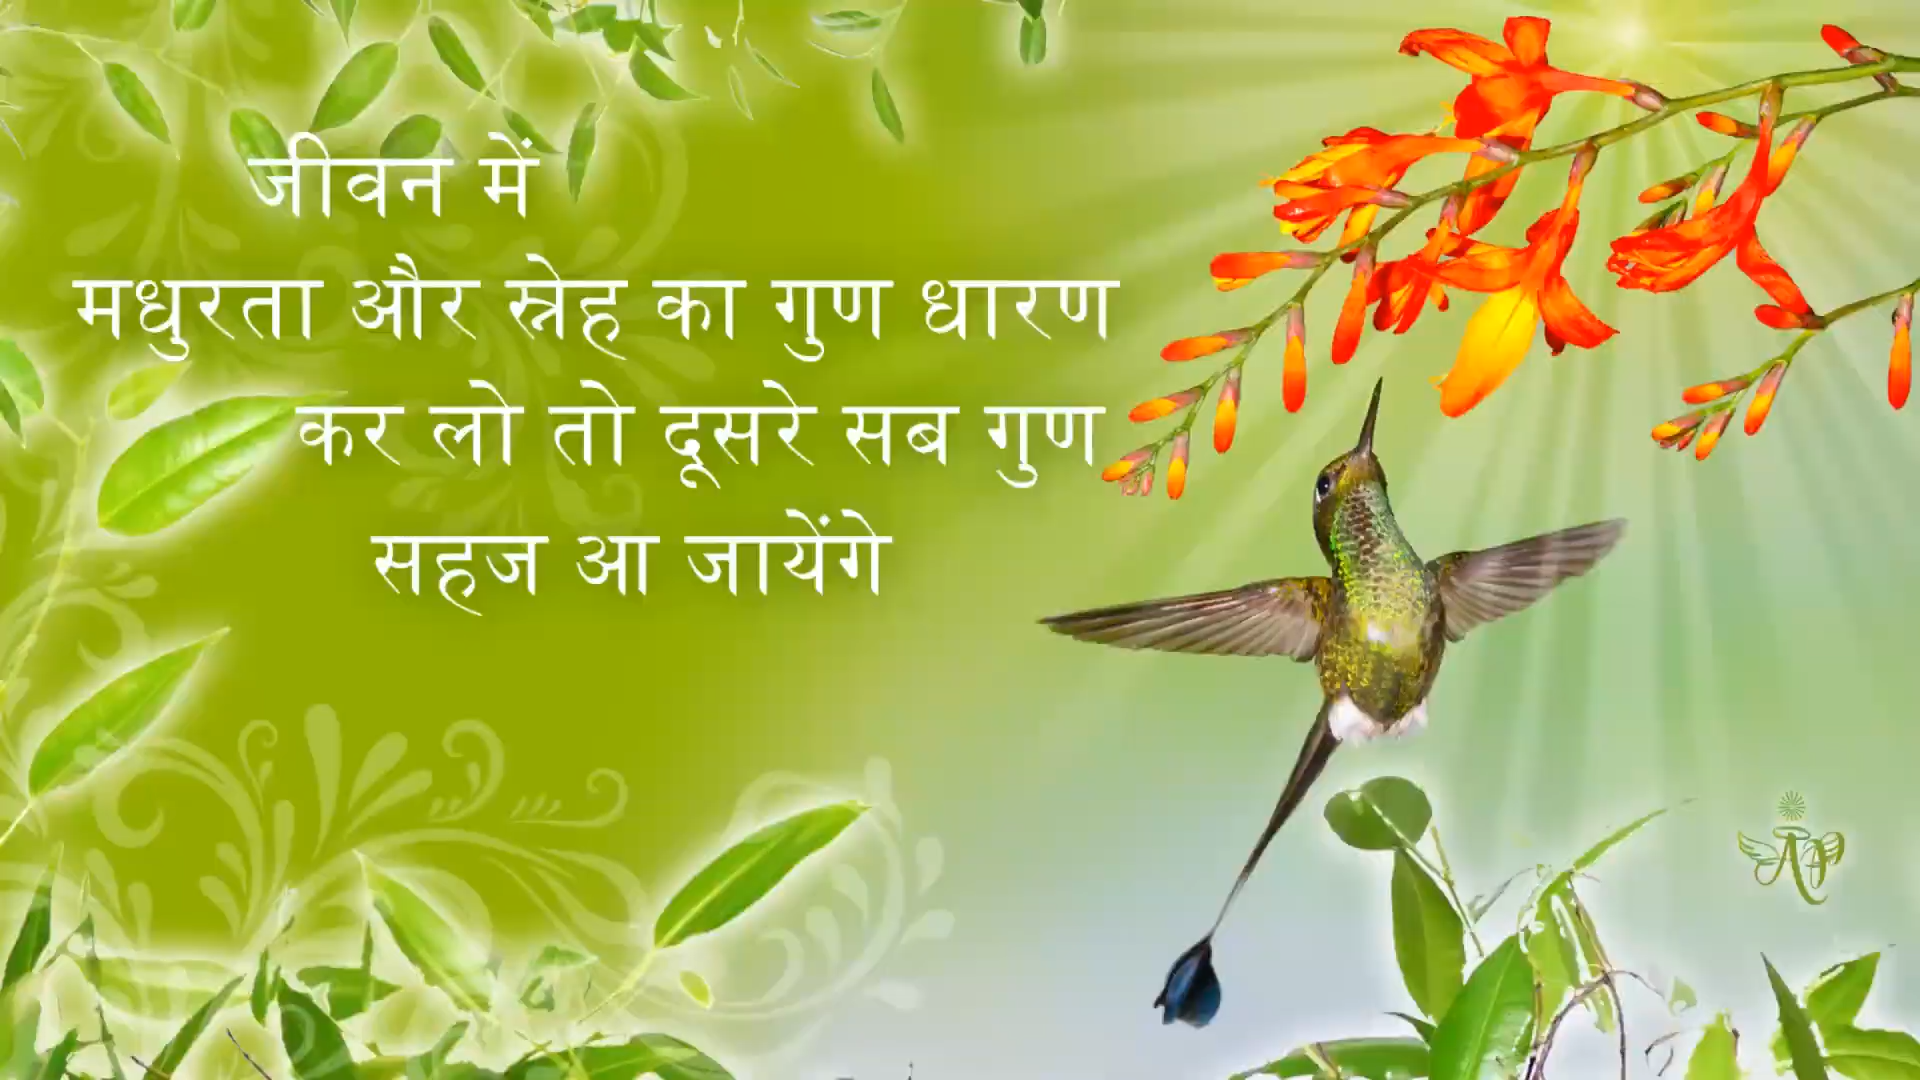 जीवन में
मधुरता और स्नेह का गुण धारण
कर लो तो दूसरे सब गुण
सहज आ जायेंगे